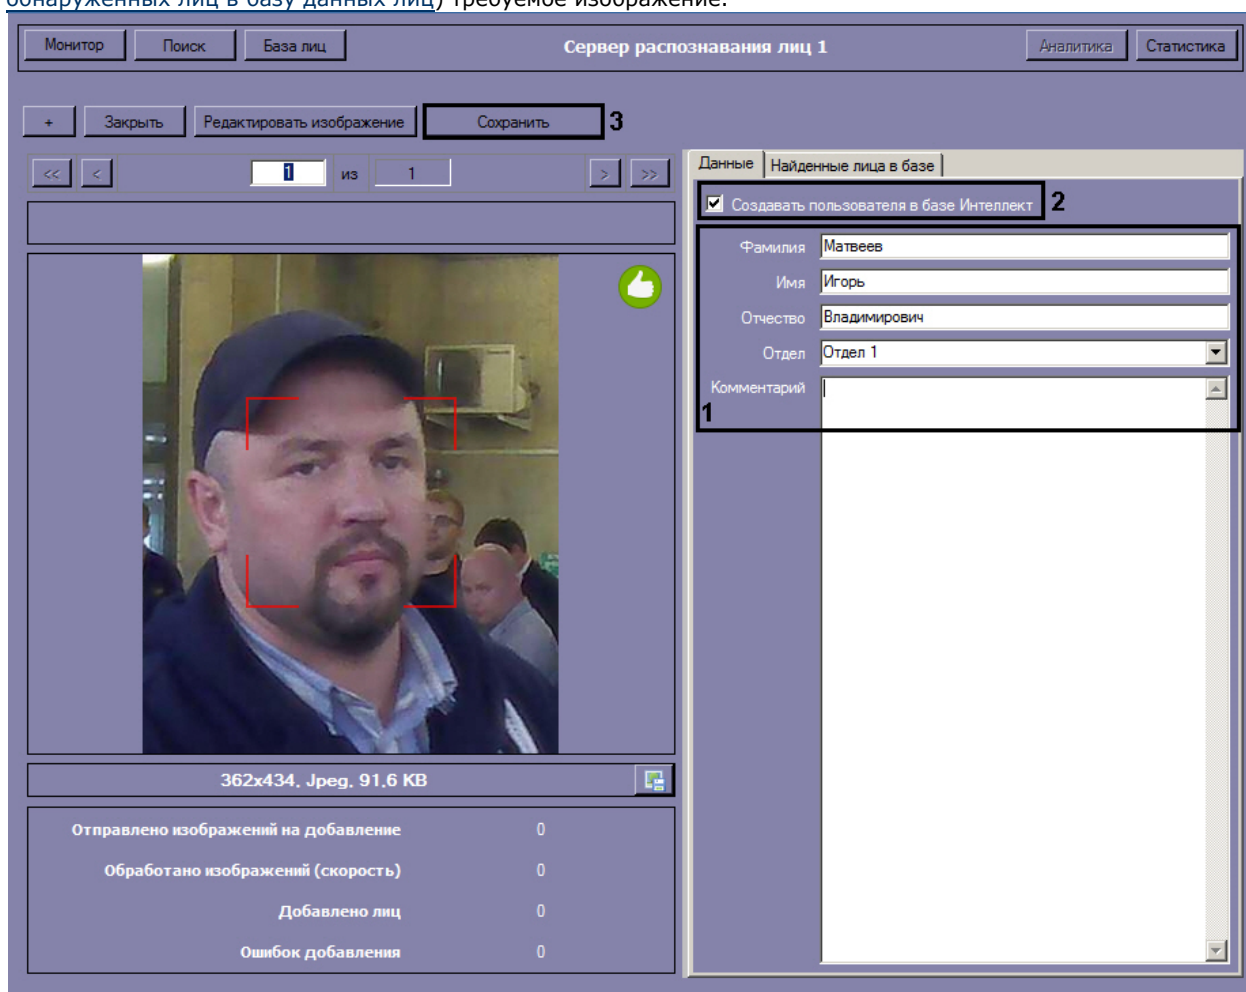 обнаруженных лиц в базу данных лиц) требуемое изображение.
Монитор Поиск База лиц Сервер распознавания лиц 1 Аналитика Статистика
+ Закрыть Редактировать изображение Сохранить 3
<< < 1 из 1 > >>
Данные Найденные лица в базе
Создавать пользователя в базе Интеллект 2
Фамилия Матвеев
Имя Игорь
Отчество Владимирович
Отдел Отдел 1
Комментарий
1
362x434, Jpeg, 91,6 KB
Отправлено изображений на добавление 0
Обработано изображений (скорость) 0
Добавлено лиц 0
Ошибок добавления 0